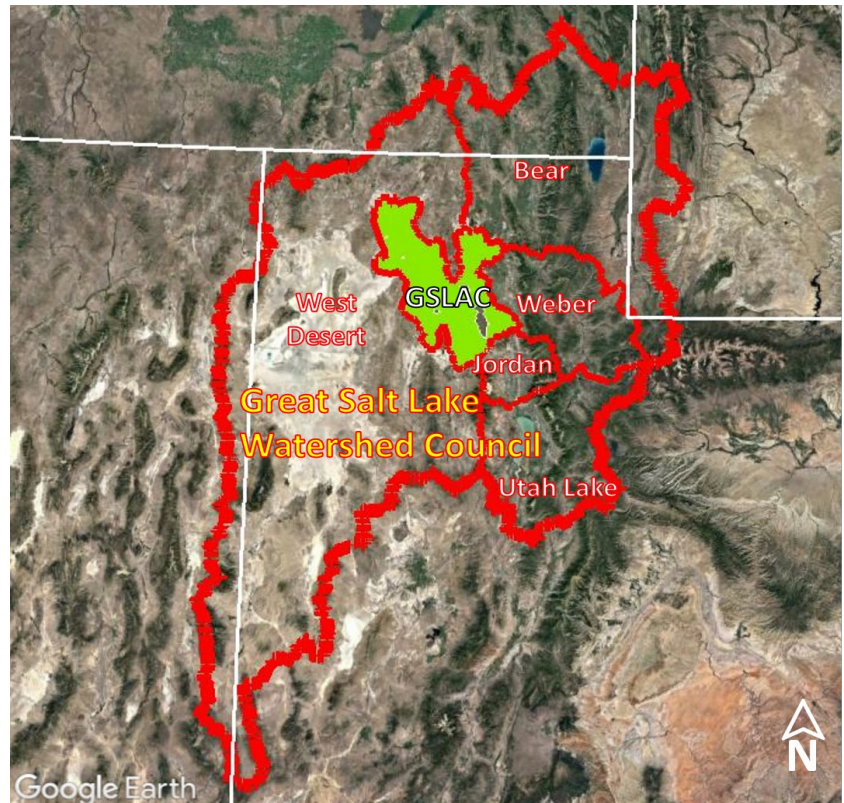 Bear
GSLAC
West
Desert
Weber
Jordan
Great Salt Lake
Watershed Council
Utah Lake
N
Google Earth